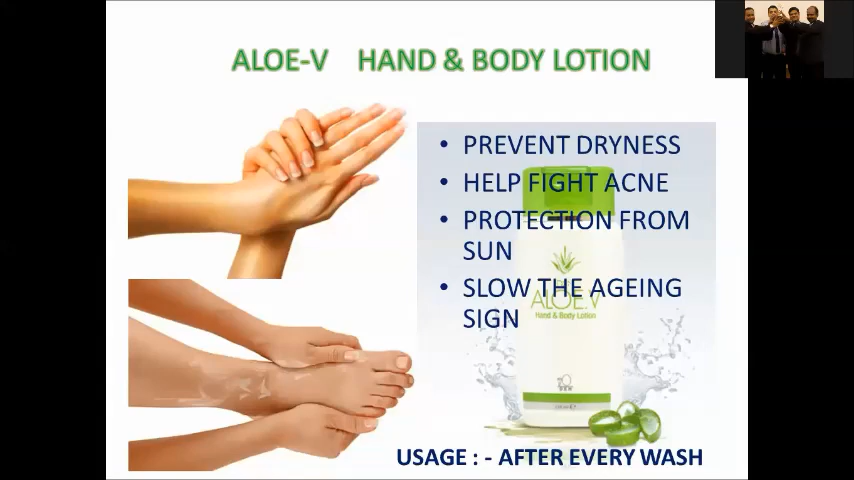 ALOE-V HAND & BODY LOTION
• PREVENT DRYNESS
• HELP FIGHT ACNE
• PROTECTION FROM
SUN
• SLOW THE AGEING
SIGN
ALOE.V
Hand & Body Lotion
USAGE : - AFTER EVERY WASH